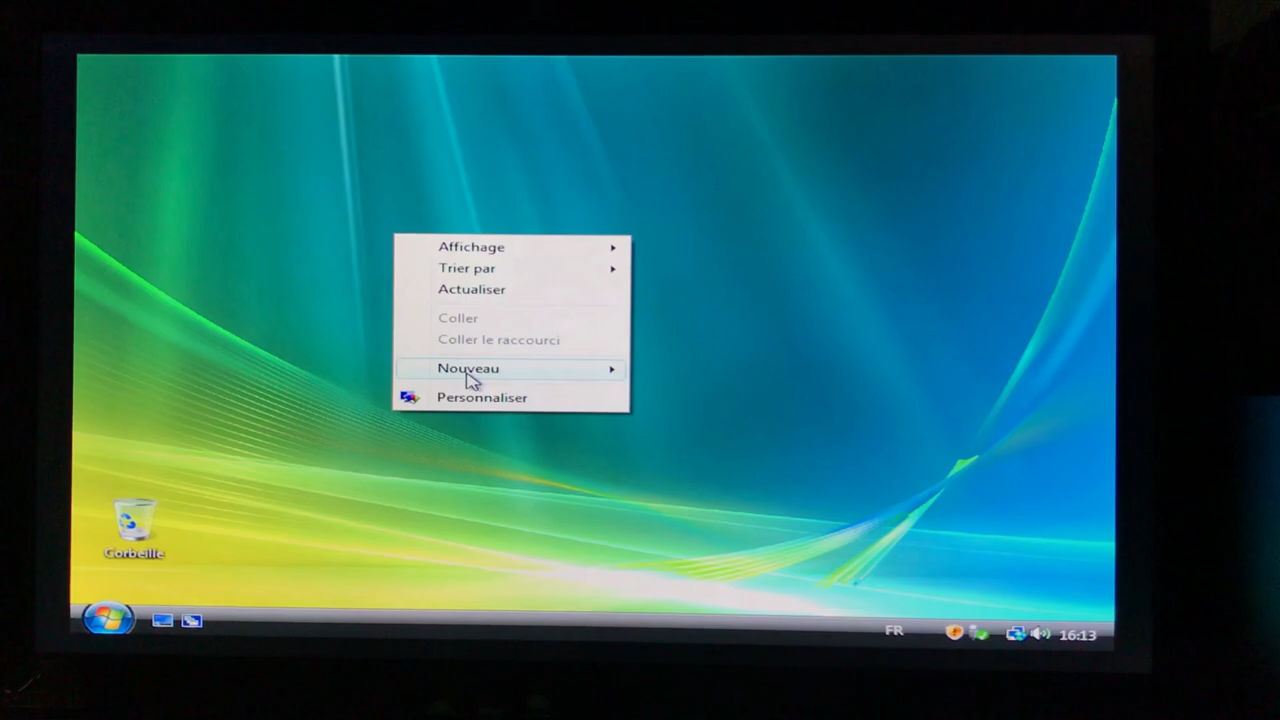 Affichage
Trier par
Actualiser
Coller
Coller le raccourci
Nouveau
Personnaliser
Corbeille
FR
16:13